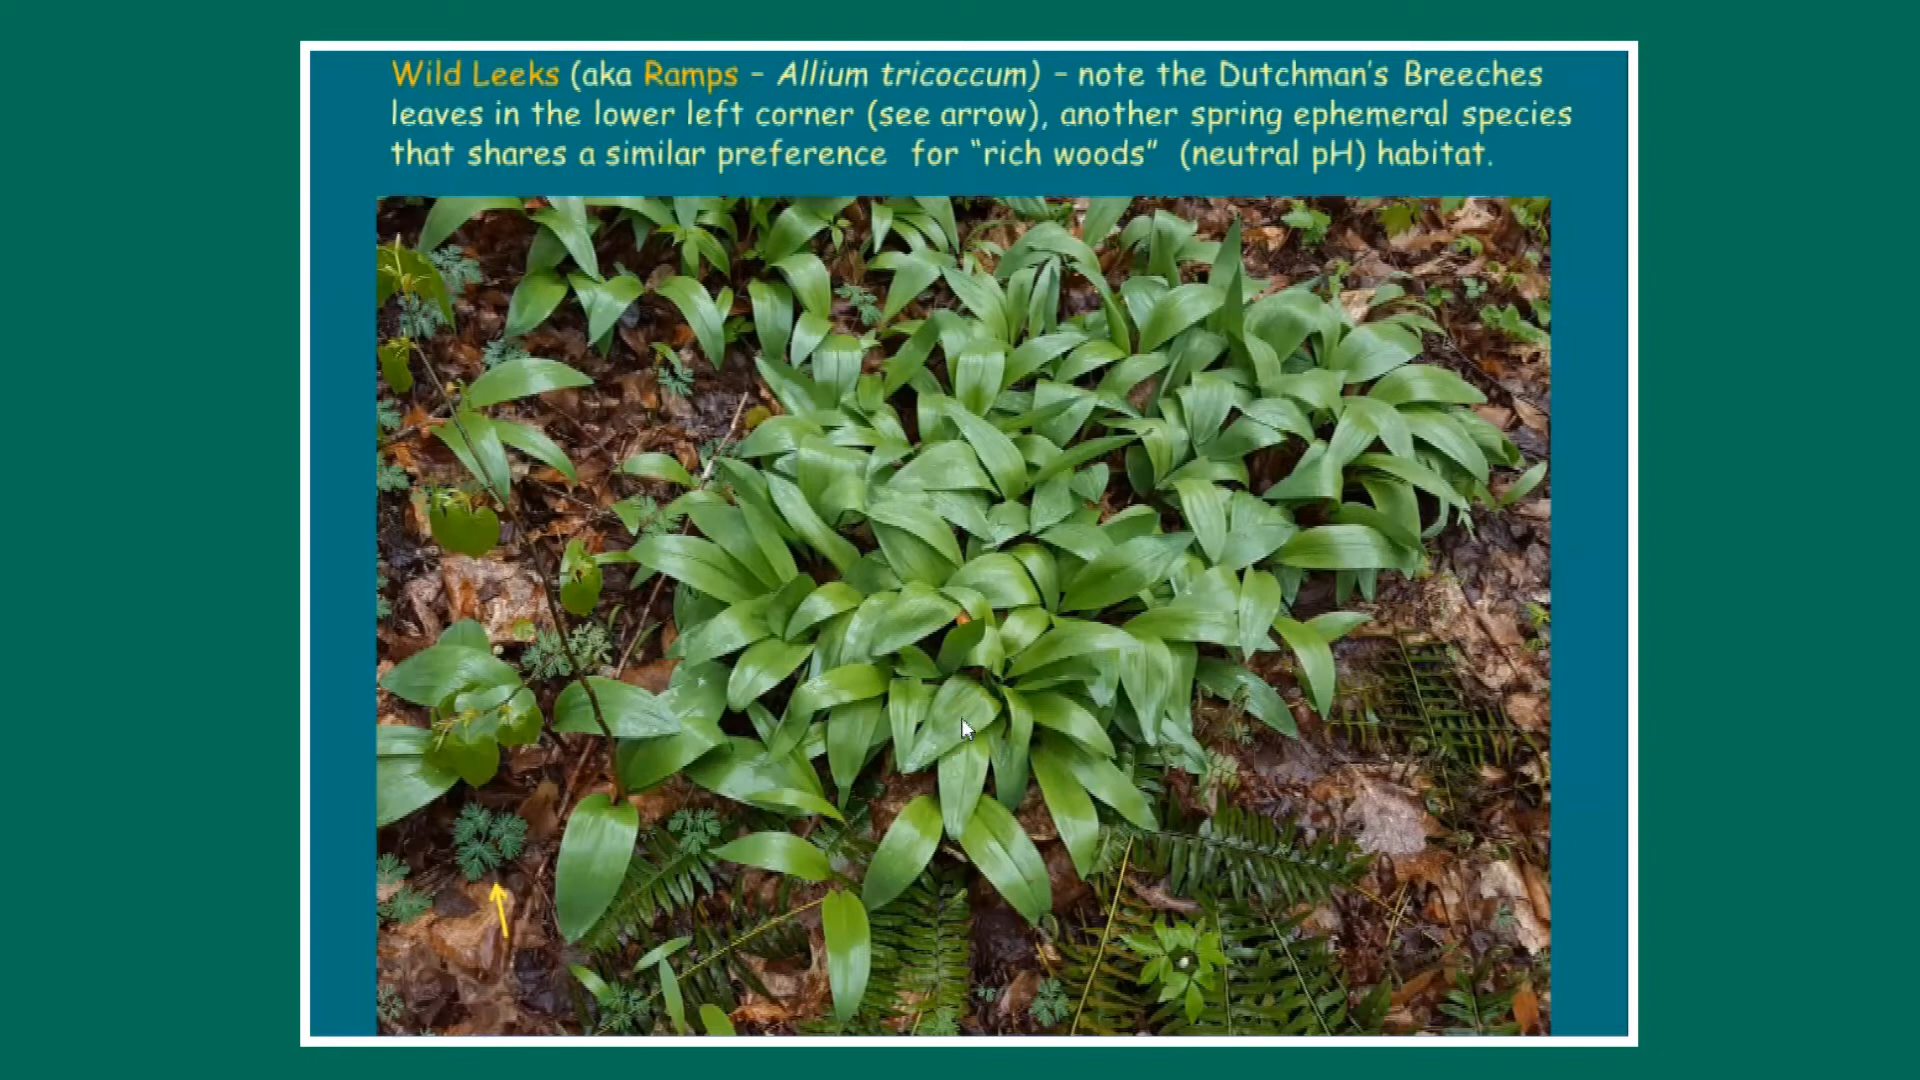 Wild Leeks (aka Ramps – Allium tricoccum) – note the Dutchman's Breeches
leaves in the lower left corner (see arrow), another spring ephemeral species
that shares a similar preference for “rich woods” (neutral pH) habitat.